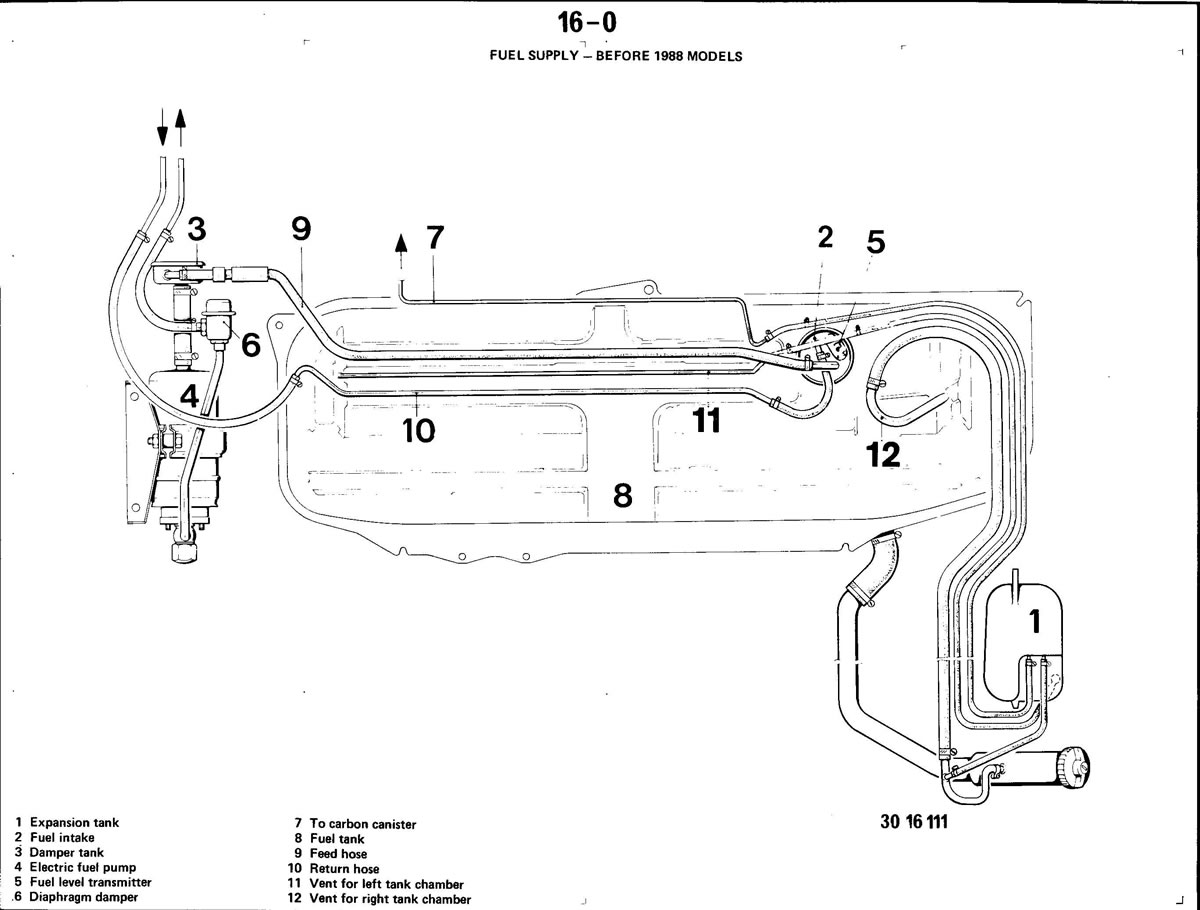 16-0
FUEL SUPPLY – BEFORE 1988 MODELS
3
9
7
2
5
6
4
10
11
12
8
1
30 16 111
1 Expansion tank
2 Fuel intake
3 Damper tank
4 Electric fuel pump
5 Fuel level transmitter
6 Diaphragm damper
7 To carbon canister
8 Fuel tank
9 Feed hose
10 Return hose
11 Vent for left tank chamber
12 Vent for right tank chamber